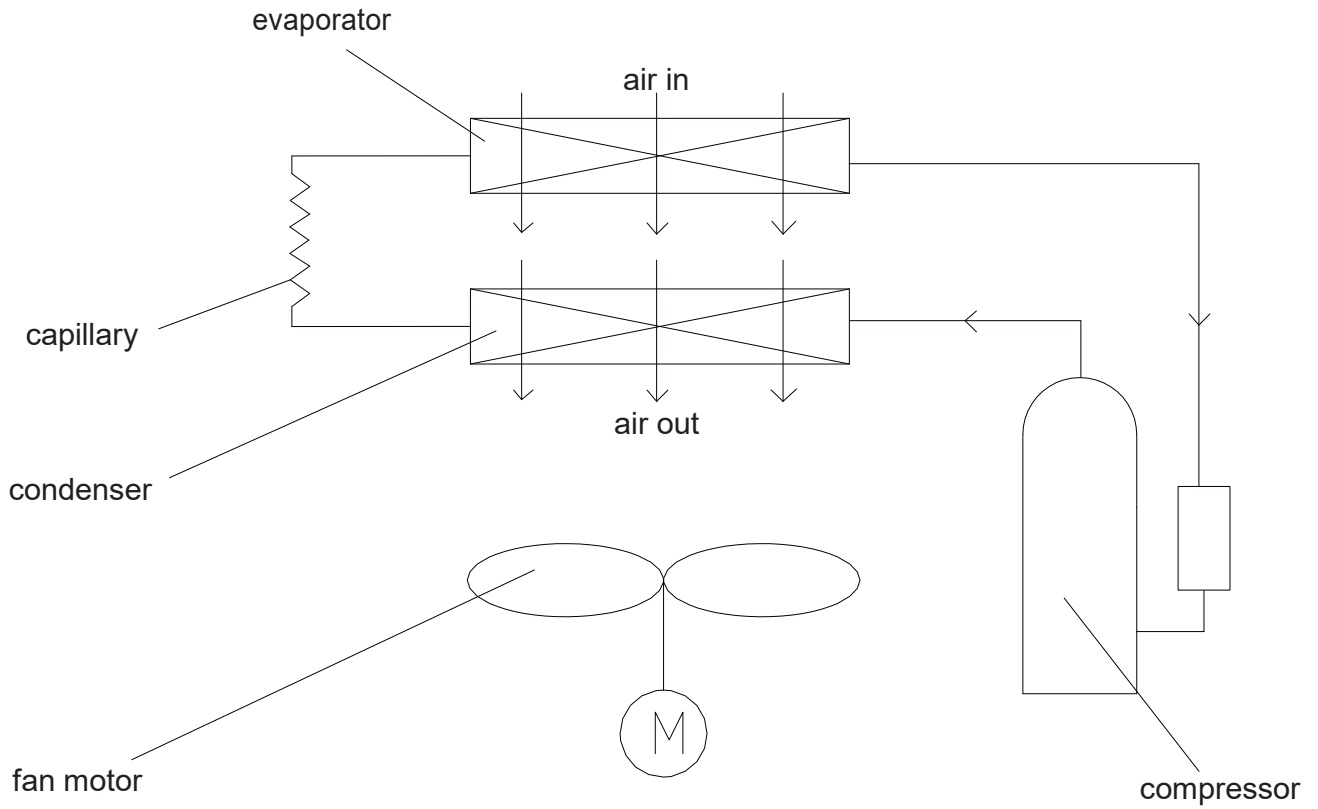 evaporator
air in
capillary
air out
condenser
M
fan motor
compressor